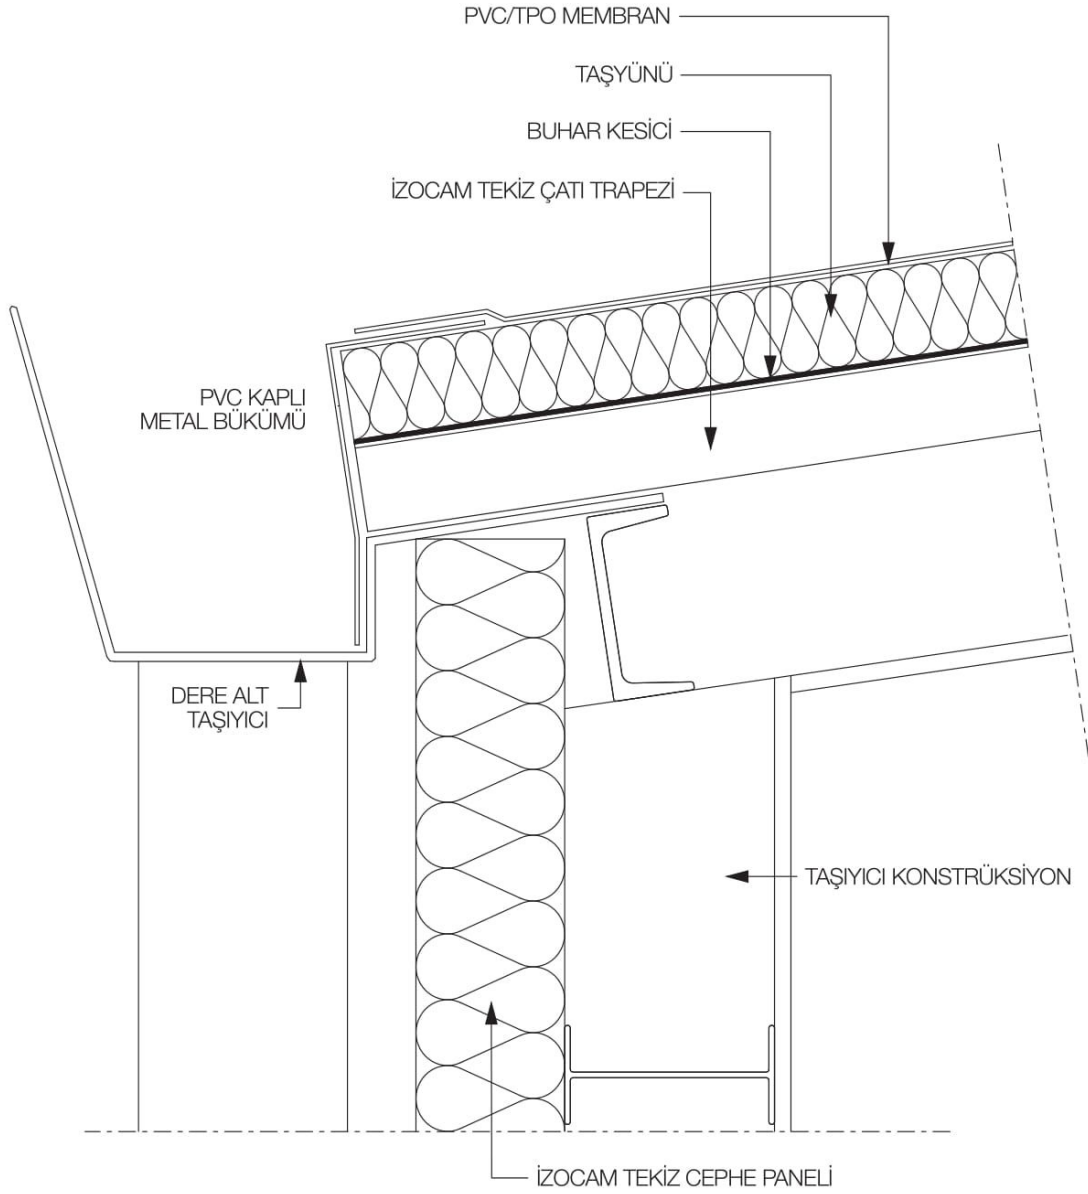 PVC/TPO MEMBRAN
TAŞYÜNÜ
BUHAR KESİCİ
İZOCAM TEKİZ ÇATI TRAPEZİ
PVC KAPLI
METAL BÜKÜMÜ
DERE ALT
TAŞIYICI
TAŞIYICI KONSTRÜKSİYON
İZOCAM TEKİZ CEPHE PANELİ